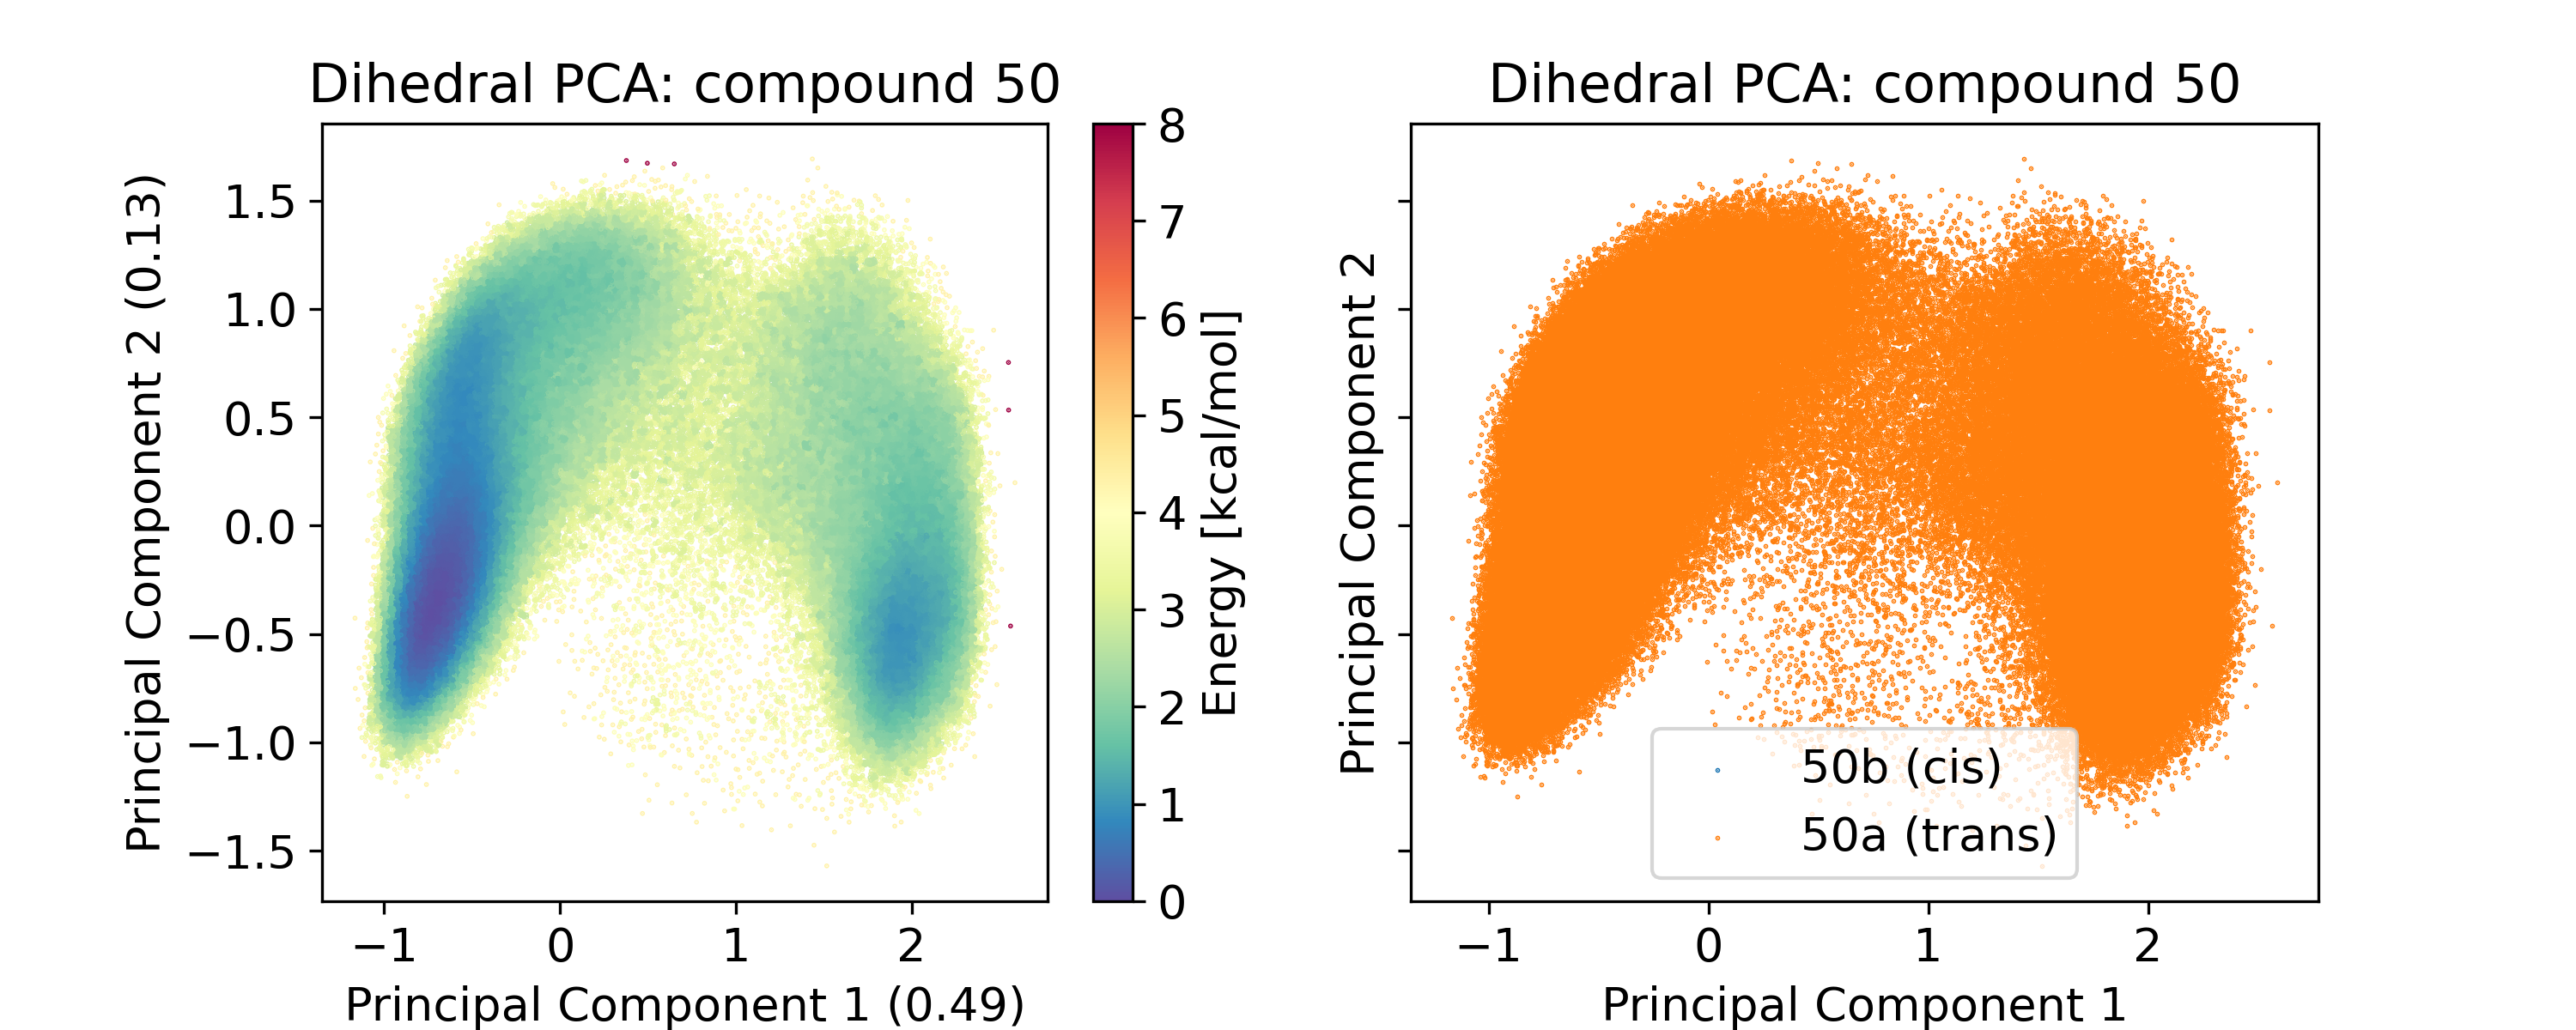 Dihedral PCA: compound 50
Principal Component 2 (0.13)
1.5
1.0
0.5
0.0
−0.5
−1.0
−1.5
−1 0 1 2
Principal Component 1 (0.49)
8
7
6
5
4
3
2
1
0
Energy [kcal/mol]
Dihedral PCA: compound 50
Principal Component 2
50b (cis)
50a (trans)
−1 0 1 2
Principal Component 1